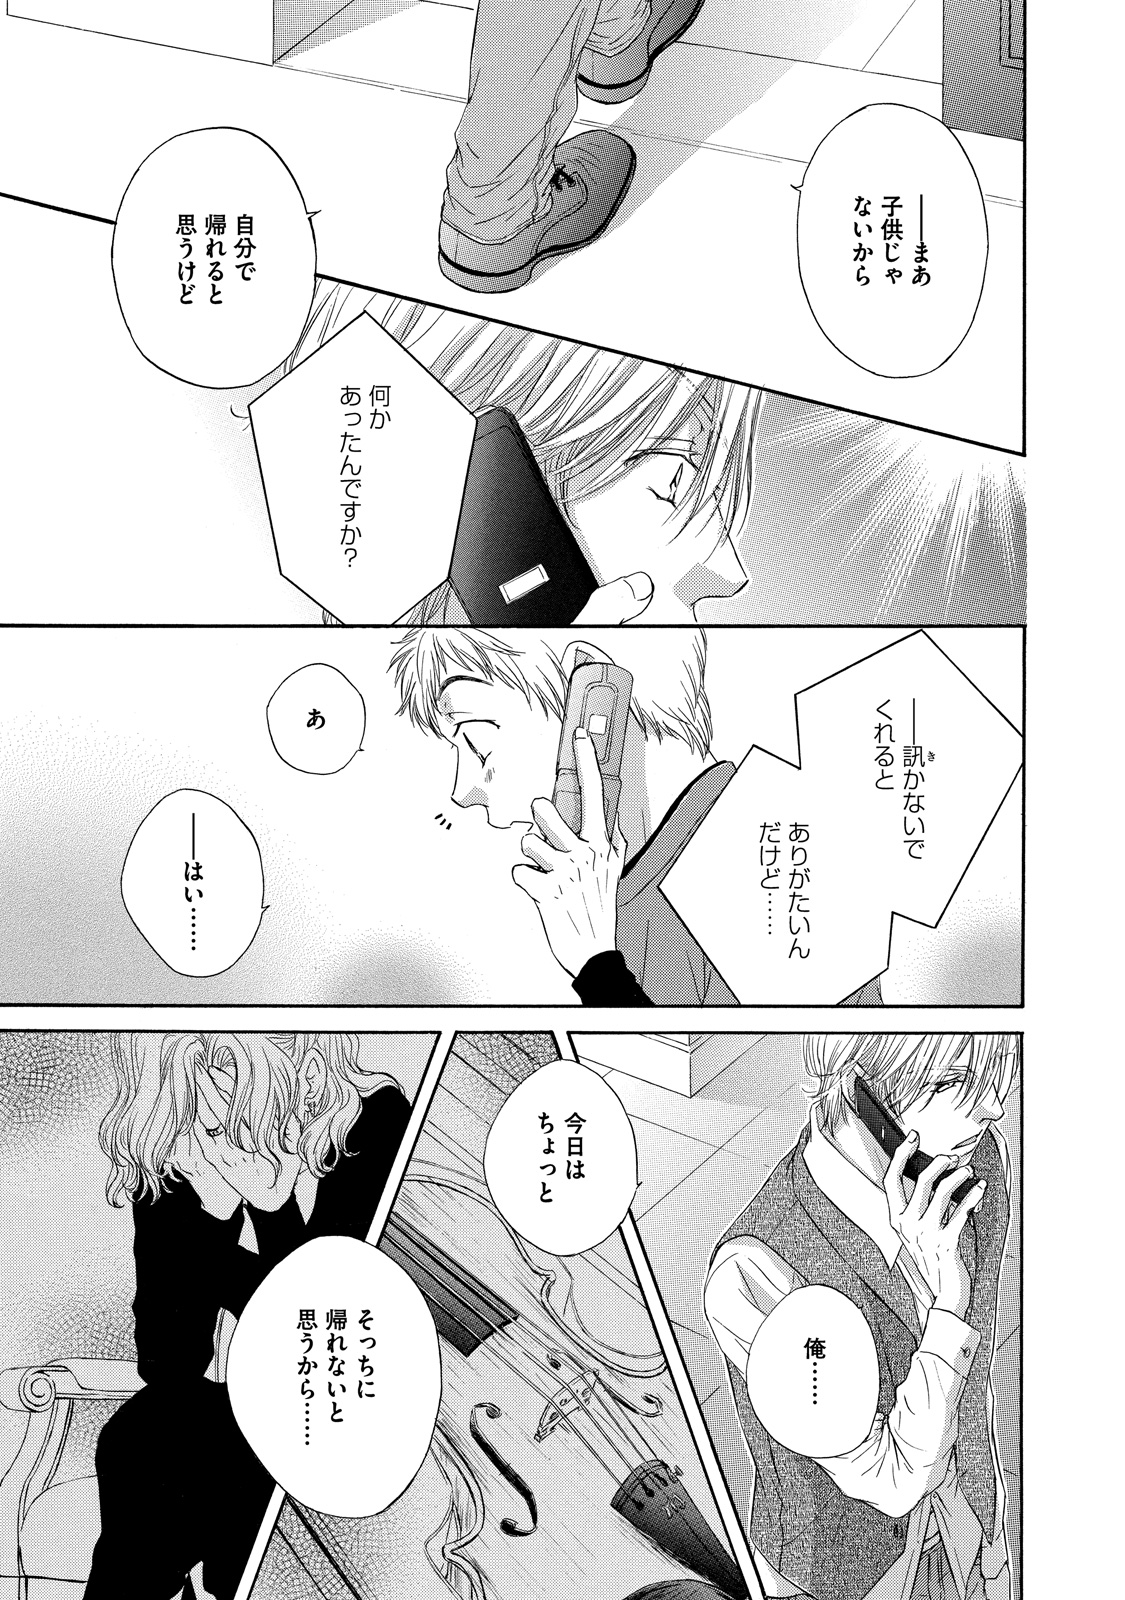 ──まあ
子供じゃ
ないから
自分で
帰れると
思うけど
何か
あったんですか?
──訊かないで
くれると
ありがたいん
だけど……
あ
──はい……
俺……
今日は
ちょっと
そっちに
帰れないと
思うから……